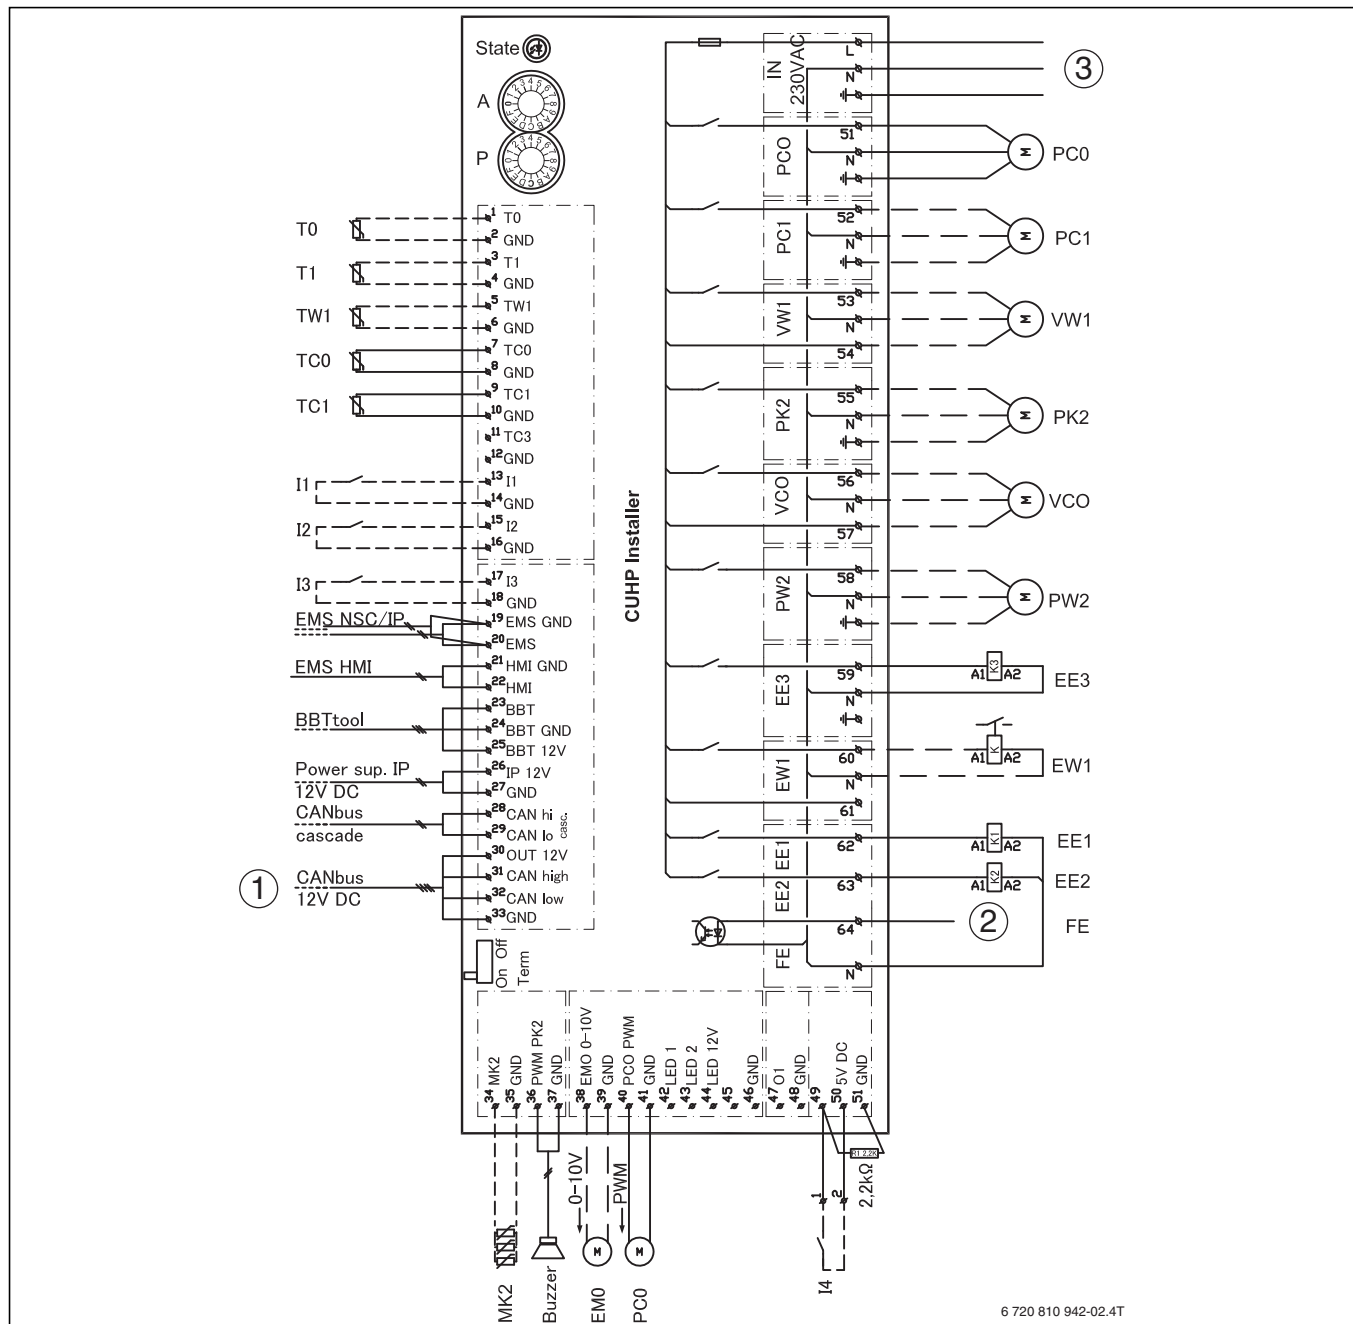 State
A
P
0123456789ABCDEF
0123456789ABCDEF
IN
230VAC
L
N
3
PCO
51
N
M
PC0
PC1
52
N
M
PC1
VW1
53
N
54
M
VW1
PK2
55
N
M
PK2
VCO
56
N
57
M
VCO
PW2
58
N
M
PW2
EE3
59
N
A1 K3 A2
EE3
EW1
60
N
61
A1 K A2
EW1
EE1
62
A1 K1 A2
EE1
EE2
63
A1 K2 A2
EE2
64
2
FE
FE
N
CUHP Installer
T0
1 T0
2 GND
T1
3 T1
4 GND
TW1
5 TW1
6 GND
TC0
7 TC0
8 GND
TC1
9 TC1
10 GND
11 TC3
12 GND
I1
13 I1
14 GND
I2
15 I2
16 GND
I3
17 I3
18 GND
EMS NSC/IP
19 EMS GND
20 EMS
EMS HMI
21 HMI GND
22 HMI
BBTtool
23 BBT
24 BBT GND
25 BBT 12V
Power sup. IP
12V DC
26 IP 12V
27 GND
CANbus
cascade
28 CAN hi
29 CAN lo
casc.
1
CANbus
12V DC
30 OUT 12V
31 CAN high
32 CAN low
33 GND
On Off
Term
34 MK2
35 GND
36 PWM PK2
37 GND
38 EMO 0-10V
39 GND
40 PCO PWM
41 GND
42 LED 1
43 LED 2
44 LED 12V
45
46 GND
47 O1
48 GND
49
50 5V DC
51 GND
R1 2,2K
2,2kΩ
1
2
0-10V
PWM
M
M
MK2
Buzzer
EM0
PC0
I4
6 720 810 942-02.4T